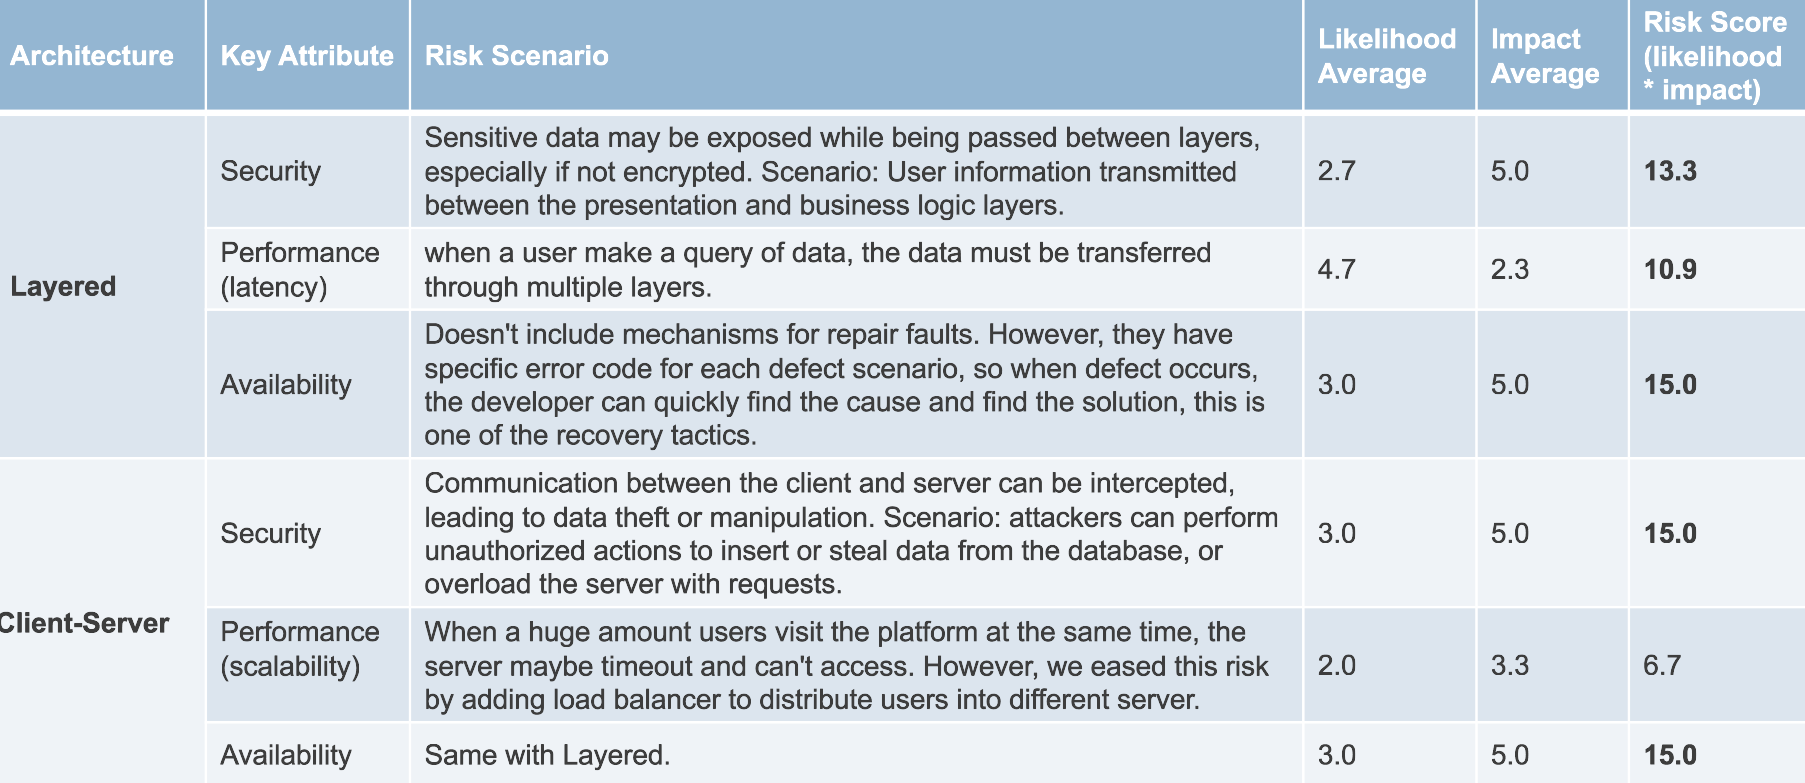 Architecture
Key Attribute
Risk Scenario
Likelihood
Average
Impact
Average
Risk Score
(likelihood
* impact)
Layered
Security
Sensitive data may be exposed while being passed between layers,
especially if not encrypted. Scenario: User information transmitted
between the presentation and business logic layers.
2.7
5.0
13.3
Performance
(latency)
when a user make a query of data, the data must be transferred
through multiple layers.
4.7
2.3
10.9
Availability
Doesn't include mechanisms for repair faults. However, they have
specific error code for each defect scenario, so when defect occurs,
the developer can quickly find the cause and find the solution, this is
one of the recovery tactics.
3.0
5.0
15.0
Client-Server
Security
Communication between the client and server can be intercepted,
leading to data theft or manipulation. Scenario: attackers can perform
unauthorized actions to insert or steal data from the database, or
overload the server with requests.
3.0
5.0
15.0
Performance
(scalability)
When a huge amount users visit the platform at the same time, the
server maybe timeout and can't access. However, we eased this risk
by adding load balancer to distribute users into different server.
2.0
3.3
6.7
Availability
Same with Layered.
3.0
5.0
15.0